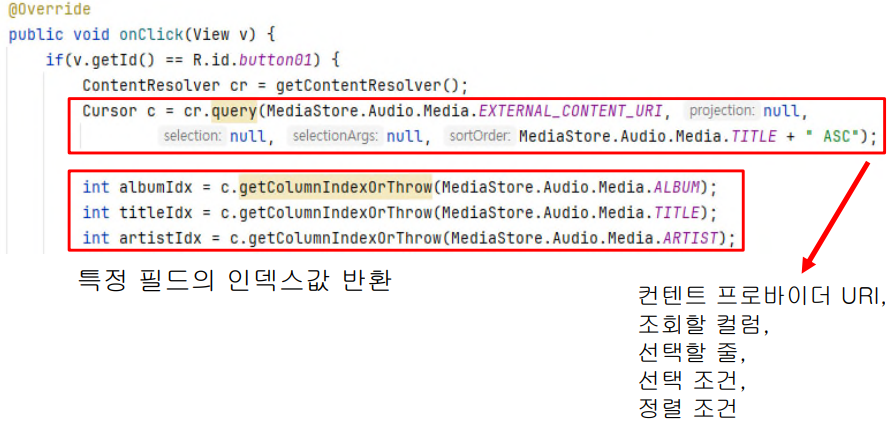 @Override
public void onClick(View v) {
if(v.getId() == R.id.button01) {
ContentResolver cr = getContentResolver();
Cursor c = cr.query(MediaStore.Audio.Media.EXTERNAL_CONTENT_URI, projection: null,
selection: null, selectionArgs: null, sortOrder: MediaStore.Audio.Media.TITLE + " ASC");
int albumIdx = c.getColumnIndexOrThrow(MediaStore.Audio.Media.ALBUM);
int titleIdx = c.getColumnIndexOrThrow(MediaStore.Audio.Media.TITLE);
int artistIdx = c.getColumnIndexOrThrow(MediaStore.Audio.Media.ARTIST);
특정 필드의 인덱스값 반환
컨텐트 프로바이더 URI,
조회할 컬럼,
선택할 줄,
선택 조건,
정렬 조건